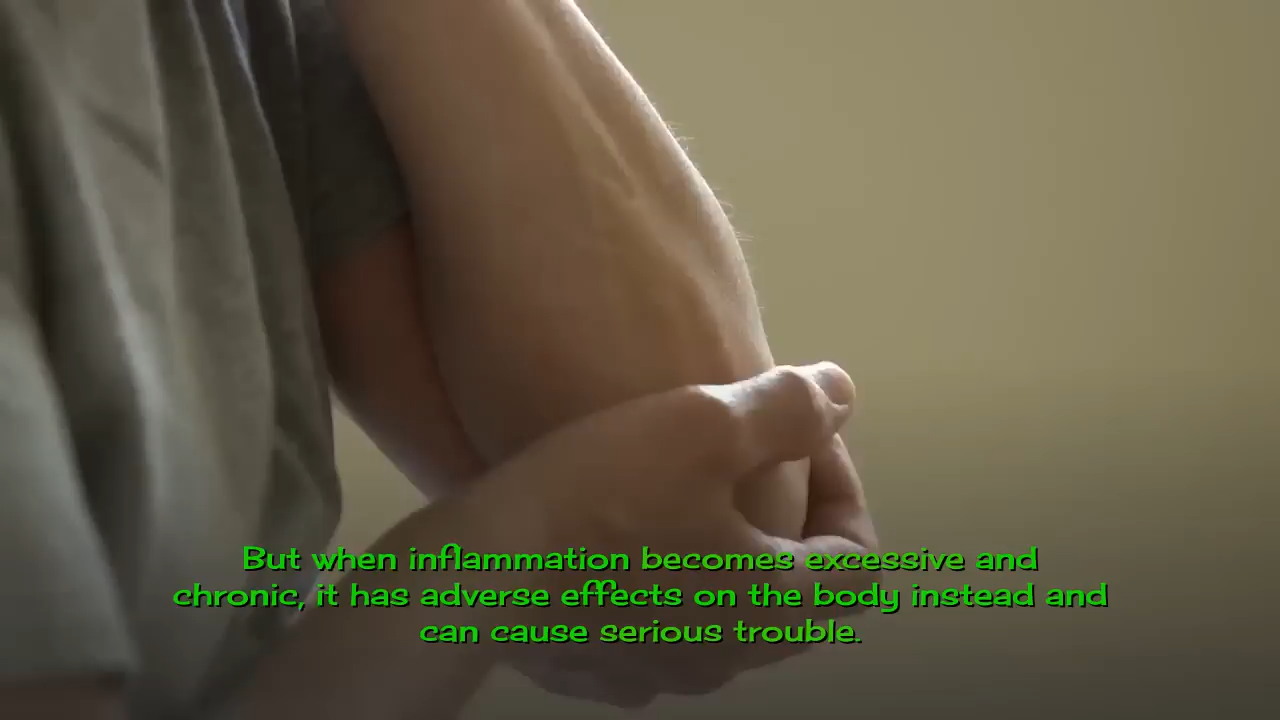 But when inflammation becomes excessive and
chronic, it has adverse effects on the body instead and
can cause serious trouble.